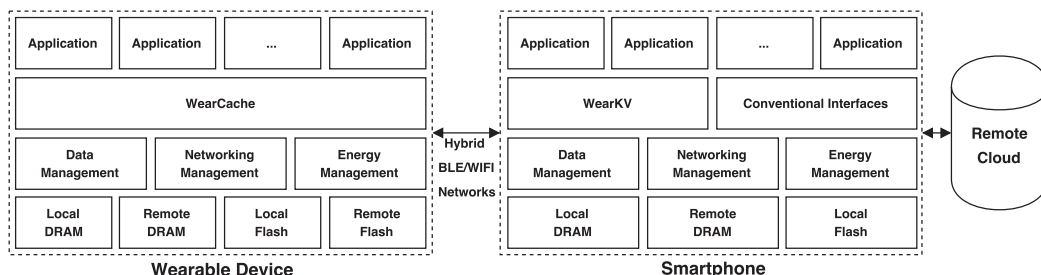 Application Application ... Application
WearCache
Data Management Networking Management Energy Management
Local DRAM Remote DRAM Local Flash Remote Flash
Wearable Device
Hybrid
BLE/WIFI
Networks
Application Application ... Application
WearKV Conventional Interfaces
Data Management Networking Management Energy Management
Local DRAM Remote DRAM Local Flash
Smartphone
Remote
Cloud